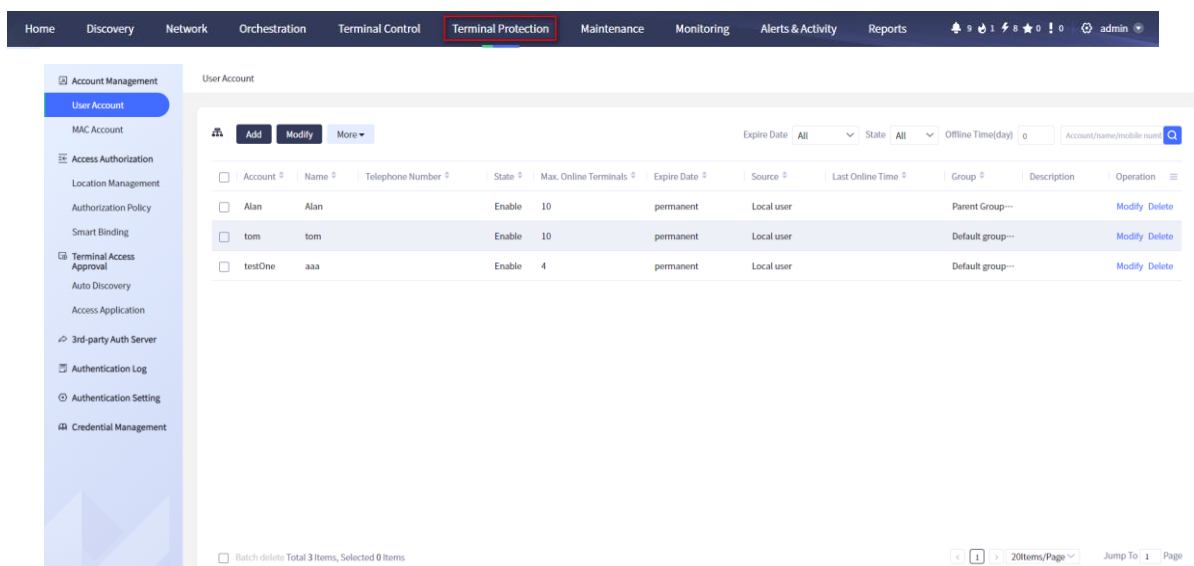 Home Discovery Network Orchestration Terminal Control Terminal Protection Maintenance Monitoring Alerts & Activity Reports 9 1 8 0 0 admin
Account Management
User Account
MAC Account
Access Authorization
Location Management
Authorization Policy
Smart Binding
Terminal Access
Approval
Auto Discovery
Access Application
3rd-party Auth Server
Authentication Log
Authentication Setting
Credential Management
User Account
Add Modify More Expire Date All State All Offline Time(day) 0 Account/name/mobile numb
Account Name Telephone Number State Max. Online Terminals Expire Date Source Last Online Time Group Description Operation
Alan Alan Enable 10 permanent Local user Parent Group··· Modify Delete
tom tom Enable 10 permanent Local user Default group··· Modify Delete
testOne aaa Enable 4 permanent Local user Default group··· Modify Delete
Batch delete Total 3 Items, Selected 0 Items < 1 > 20Items/Page Jump To 1 Page